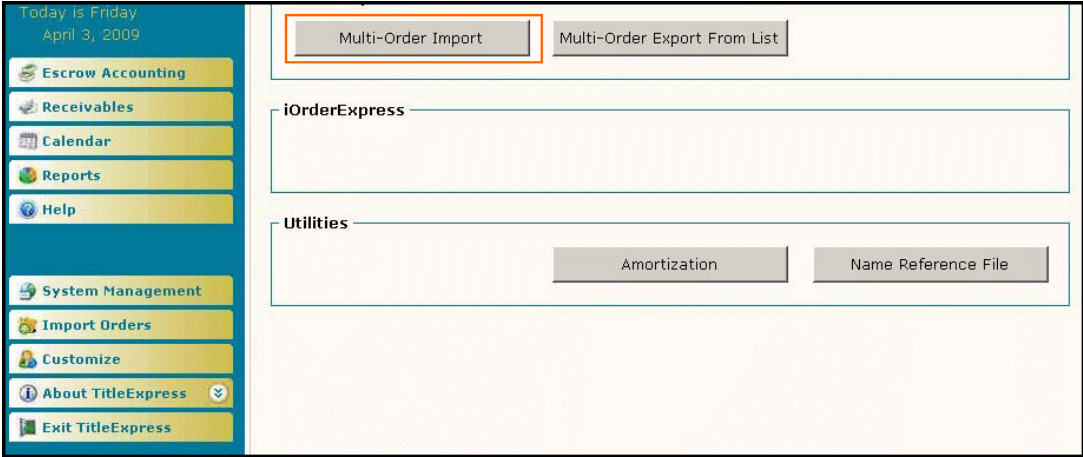 Today is Friday
April 3, 2009
Escrow Accounting
Receivables
Calendar
Reports
Help
System Management
Import Orders
Customize
About TitleExpress
Exit TitleExpress
Multi-Order Import
Multi-Order Export From List
iOrderExpress
Utilities
Amortization
Name Reference File